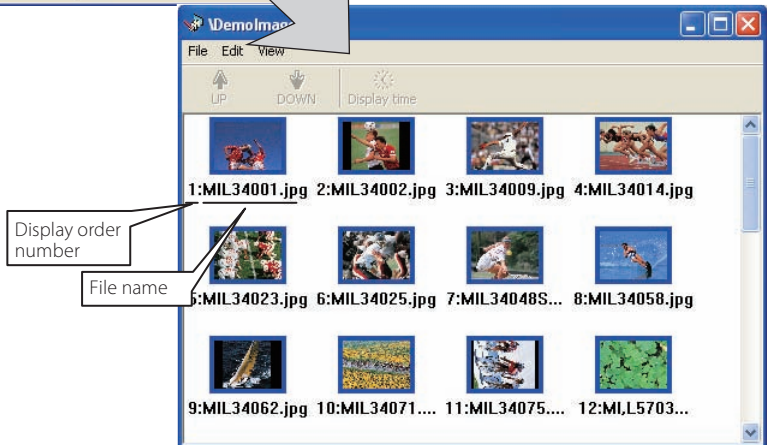 \DemoImag
File Edit View
UP DOWN Display time
1:MIL34001.jpg 2:MIL34002.jpg 3:MIL34009.jpg 4:MIL34014.jpg
Display order
number
File name
5:MIL34023.jpg 6:MIL34025.jpg 7:MIL34048S... 8:MIL34058.jpg
9:MIL34062.jpg 10:MIL34071.... 11:MIL34075.... 12:MI,L5703...